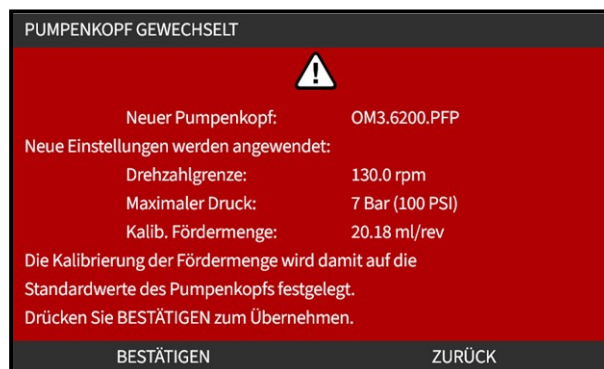 PUMPENKOPF GEWECHSELT
Neuer Pumpenkopf: OM3.6200.PFP
Neue Einstellungen werden angewendet:
Drehzahlgrenze: 130.0 rpm
Maximaler Druck: 7 Bar (100 PSI)
Kalib. Fördermenge: 20.18 ml/rev
Die Kalibrierung der Fördermenge wird damit auf die
Standardwerte des Pumpenkopfs festgelegt.
Drücken Sie BESTÄTIGEN zum Übernehmen.
BESTÄTIGEN ZURÜCK